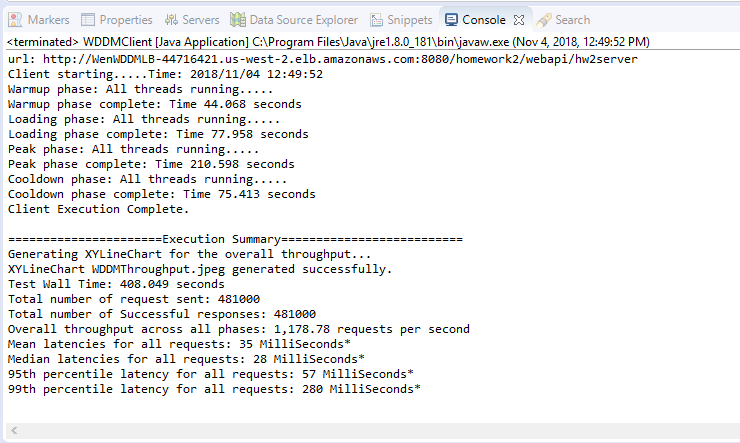 Markers Properties Servers Data Source Explorer Snippets Console Search
<terminated> WDDMClient [Java Application] C:\Program Files\Java\jre1.8.0_181\bin\javaw.exe (Nov 4, 2018, 12:49:52 PM)
url: http://WenWDDMLB-44716421.us-west-2.elb.amazonaws.com:8080/homework2/webapi/hw2server
Client starting.....Time: 2018/11/04 12:49:52
Warmup phase: All threads running.....
Warmup phase complete: Time 44.068 seconds
Loading phase: All threads running.....
Loading phase complete: Time 77.958 seconds
Peak phase: All threads running.....
Peak phase complete: Time 210.598 seconds
Cooldown phase: All threads running.....
Cooldown phase complete: Time 75.413 seconds
Client Execution Complete.
======================Execution Summary==========================
Generating XYLineChart for the overall throughput...
XYLineChart WDDMThroughput.jpeg generated successfully.
Test Wall Time: 408.049 seconds
Total number of request sent: 481000
Total number of Successful responses: 481000
Overall throughput across all phases: 1,178.78 requests per second
Mean latencies for all requests: 35 MilliSeconds*
Median latencies for all requests: 28 MilliSeconds*
95th percentile latency for all requests: 57 MilliSeconds*
99th percentile latency for all requests: 280 MilliSeconds*